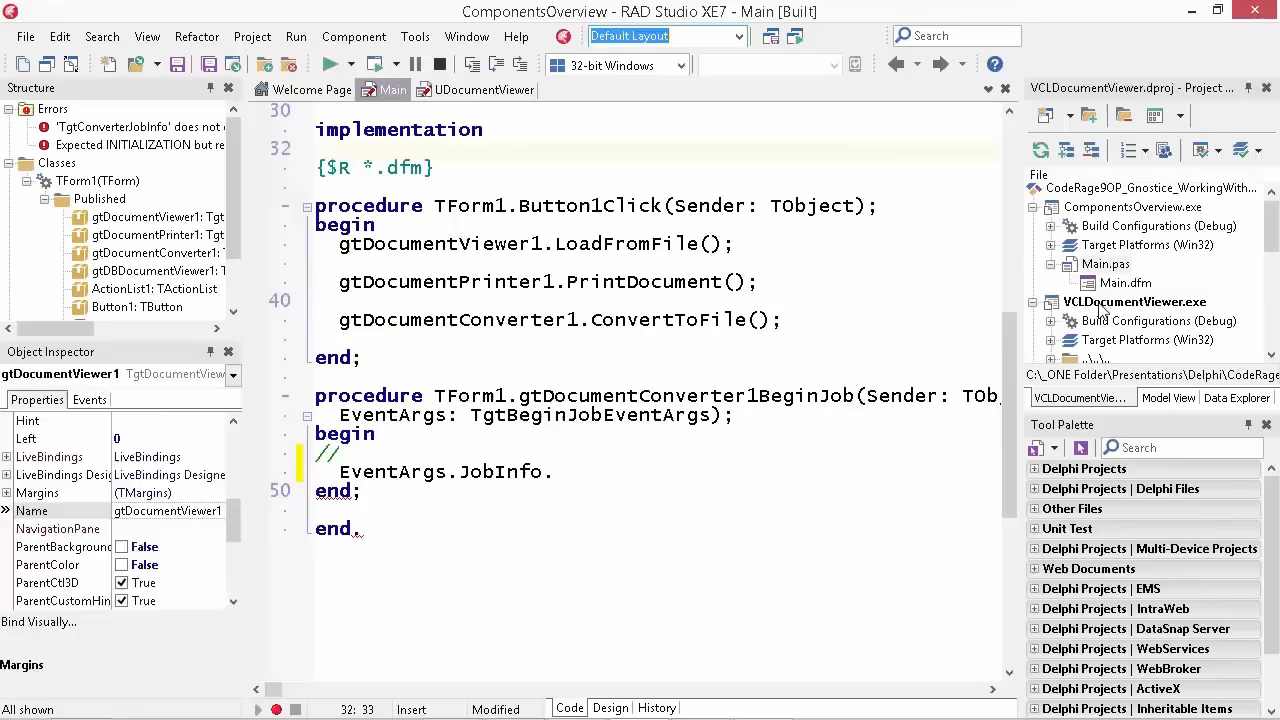 ComponentsOverview - RAD Studio XE7 - Main [Built]
File Edit Search View Refactor Project Run Component Tools Window Help
Default Layout
Search
32-bit Windows
Structure
Errors
'TgtConverterJobInfo' does not
Expected INITIALIZATION but re
Classes
TForm1(TForm)
Published
gtDocumentViewer1: Tgt
gtDocumentPrinter1: Tgt
gtDocumentConverter1: T
gtDBDocumentViewer1: T
ActionList1: TActionList
Button1: TButton
Object Inspector
gtDocumentViewer1 TgtDocumentView
Properties Events
Hint
Left 0
LiveBindings LiveBindings
LiveBindings Desi LiveBindings Designe
Margins (TMargins)
Name gtDocumentViewer1
NavigationPane
ParentBackground False
ParentColor False
ParentCtl3D True
ParentCustomHin True
Bind Visually...
Margins
All shown
Welcome Page Main UDocumentViewer
30
implementation
32
{$R *.dfm}
procedure TForm1.Button1Click(Sender: TObject);
begin
gtDocumentViewer1.LoadFromFile();
gtDocumentPrinter1.PrintDocument();
40
gtDocumentConverter1.ConvertToFile();
end;
procedure TForm1.gtDocumentConverter1BeginJob(Sender: TOb
EventArgs: TgtBeginJobEventArgs);
begin
//
EventArgs.JobInfo.
50 end;
end.
32: 33 Insert Modified Code Design History
VCLDocumentViewer.dproj - Project ...
File
CodeRage9OP_Gnostice_WorkingWith...
ComponentsOverview.exe
Build Configurations (Debug)
Target Platforms (Win32)
Main.pas
Main.dfm
VCLDocumentViewer.exe
Build Configurations (Debug)
Target Platforms (Win32)
..\..\..
C:\_ONE Folder\Presentations\Delphi\CodeRage
VCLDocumentVie... Model View Data Explorer
Tool Palette
Search
Delphi Projects
Delphi Projects | Delphi Files
Other Files
Unit Test
Delphi Projects | Multi-Device Projects
Web Documents
Delphi Projects | EMS
Delphi Projects | IntraWeb
Delphi Projects | DataSnap Server
Delphi Projects | WebServices
Delphi Projects | WebBroker
Delphi Projects | ActiveX
Delphi Projects | Inheritable Items